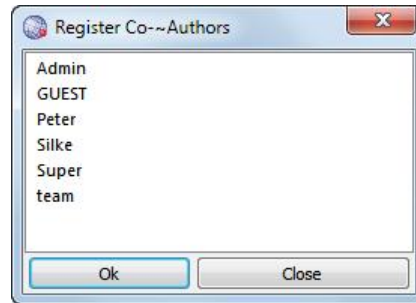 Register Co-~Authors
Admin
GUEST
Peter
Silke
Super
team
Ok Close